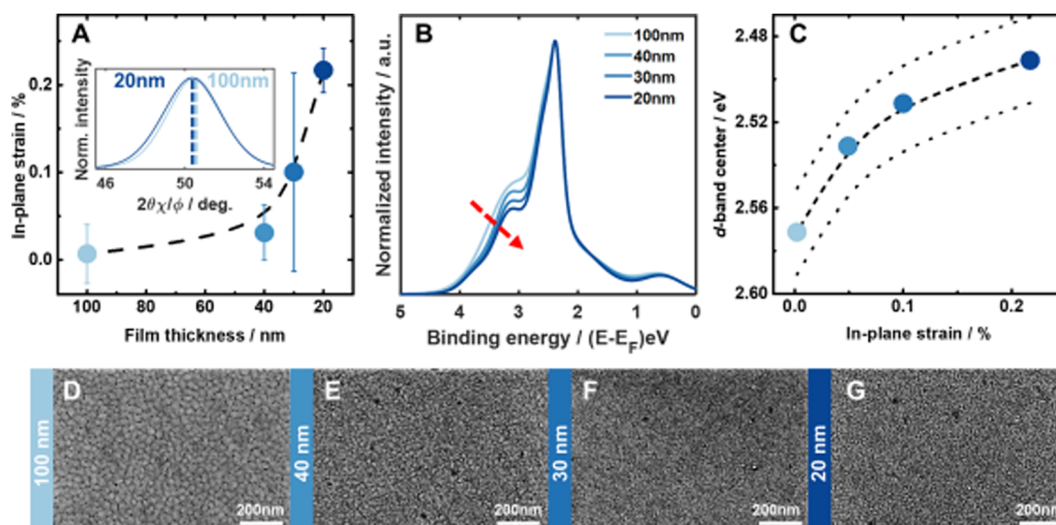 A
In-plane strain / %
0.2
0.1
0.0
20nm
100nm
Norm. intensity
46 50 54
2θχ/ϕ / deg.
100 80 60 40 20
Film thickness / nm
B
Normalized intensity / a.u.
100nm
40nm
30nm
20nm
5 4 3 2 1 0
Binding energy / (E-EF)eV
C
d-band center / eV
2.48
2.52
2.56
2.60
0.0 0.1 0.2
In-plane strain / %
100 nm
D
200nm
40 nm
E
200nm
30 nm
F
200nm
20 nm
G
200nm